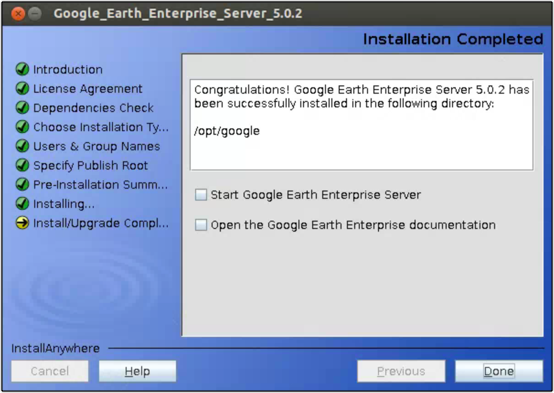 Google_Earth_Enterprise_Server_5.0.2
Installation Completed
Introduction
License Agreement
Dependencies Check
Choose Installation Ty...
Users & Group Names
Specify Publish Root
Pre-Installation Summ...
Installing...
Install/Upgrade Compl...
Congratulations! Google Earth Enterprise Server 5.0.2 has
been successfully installed in the following directory:
/opt/google
Start Google Earth Enterprise Server
Open the Google Earth Enterprise documentation
InstallAnywhere
Cancel
Help
Previous
Done